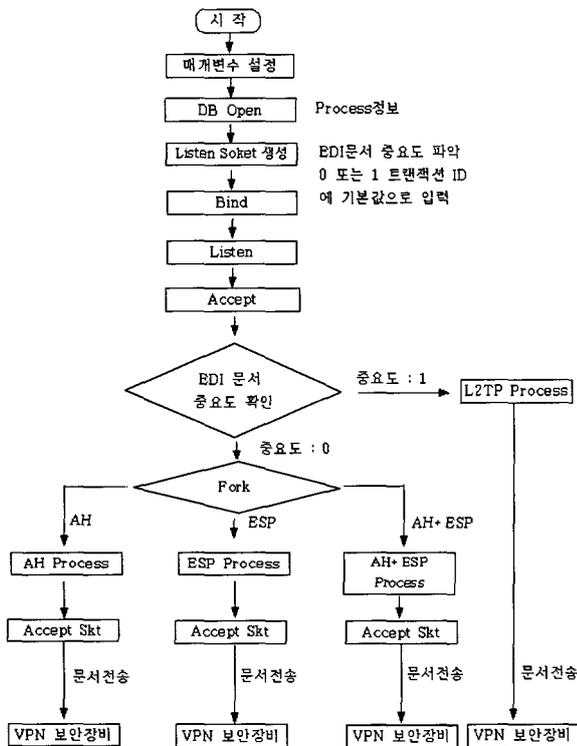 시 작
매개변수 설정
DB Open
Process정보
Listen Soket 생성
EDI문서 중요도 파악
0 또는 1 트랜잭션 ID
에 기본값으로 입력
Bind
Listen
Accept
EDI 문서
중요도 확인
중요도 : 1
L2TP Process
중요도 : 0
Fork
AH
ESP
AH+ ESP
AH Process
ESP Process
AH+ ESP
Process
Accept Skt
Accept Skt
Accept Skt
문서전송
문서전송
문서전송
문서전송
VPN 보안장비
VPN 보안장비
VPN 보안장비
VPN 보안장비